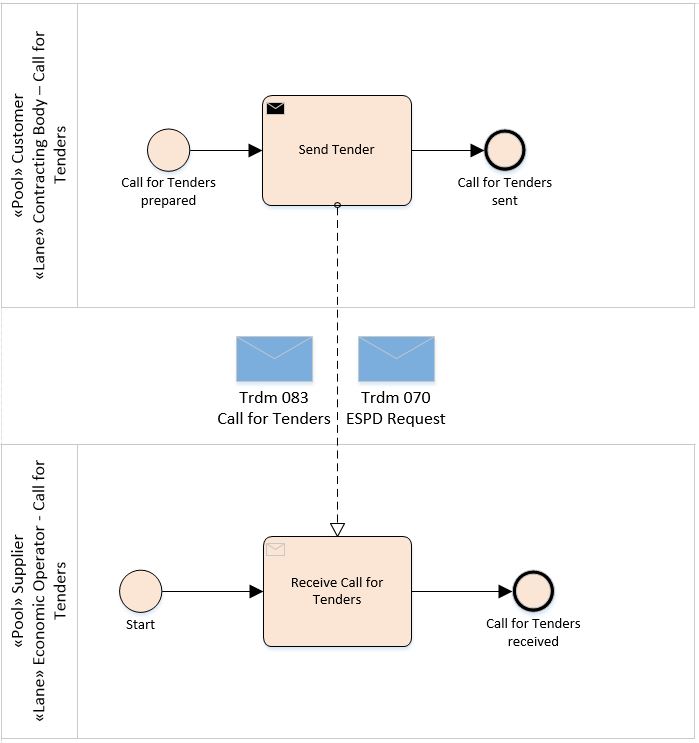 «Pool» Customer
«Lane» Contracting Body – Call for
Tenders
Call for Tenders
prepared
Send Tender
Call for Tenders
sent
Trdm 083
Call for Tenders
Trdm 070
ESPD Request
«Pool» Supplier
«Lane» Economic Operator - Call for
Tenders
Start
Receive Call for
Tenders
Call for Tenders
received